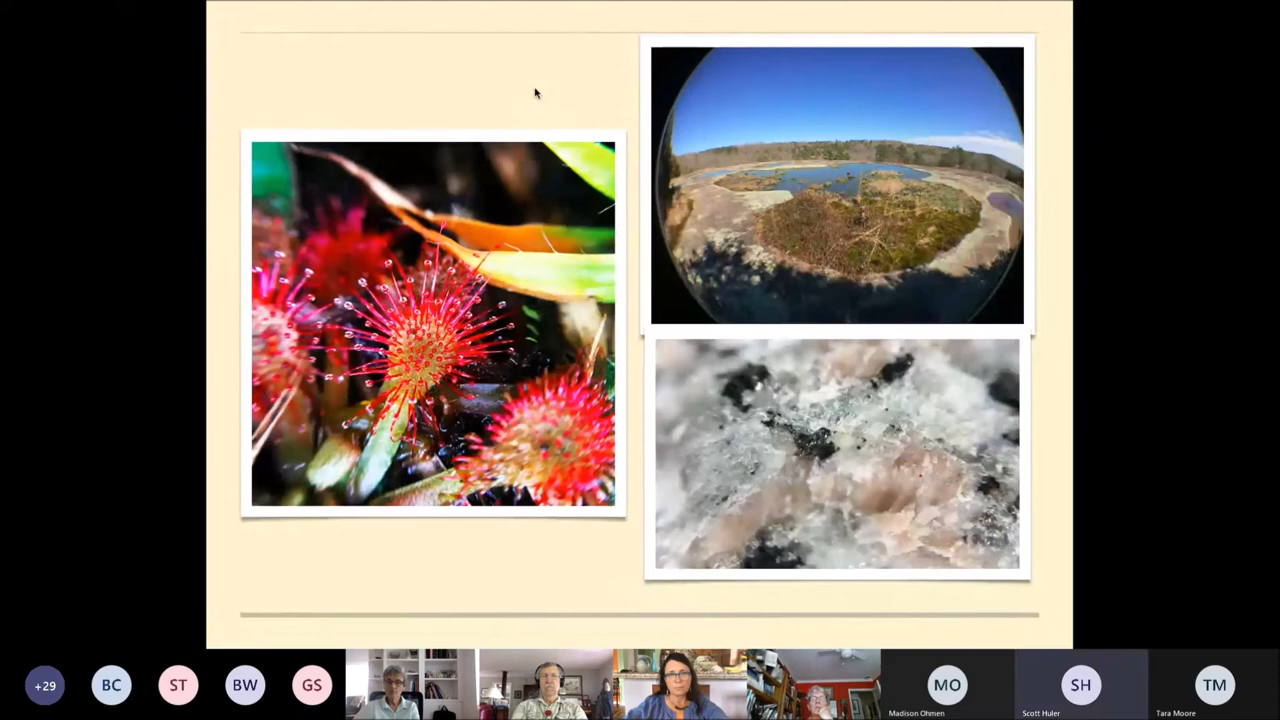 +29
BC
ST
BW
GS
MO
Madison Ohmen
SH
Scott Huler
TM
Tara Moore